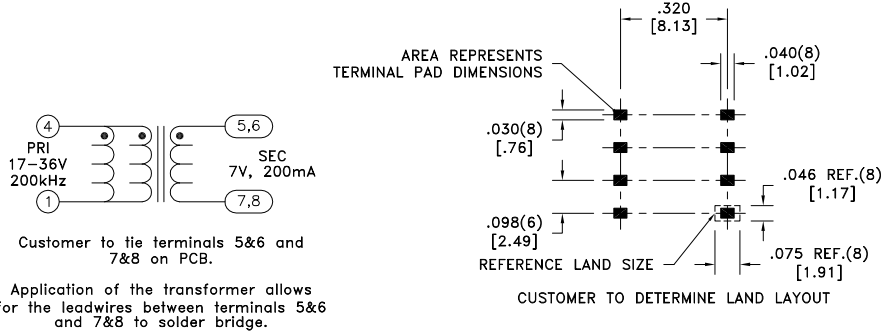 4
1
PRI
17-36V
200kHz
5,6
7,8
SEC
7V, 200mA
Customer to tie terminals 5&6 and
7&8 on PCB.
Application of the transformer allows
for the leadwires between terminals 5&6
and 7&8 to solder bridge.
.320
[8.13]
AREA REPRESENTS
TERMINAL PAD DIMENSIONS
.040(8)
[1.02]
.030(8)
[.76]
.046 REF.(8)
[1.17]
.098(6)
[2.49]
REFERENCE LAND SIZE
.075 REF.(8)
[1.91]
CUSTOMER TO DETERMINE LAND LAYOUT